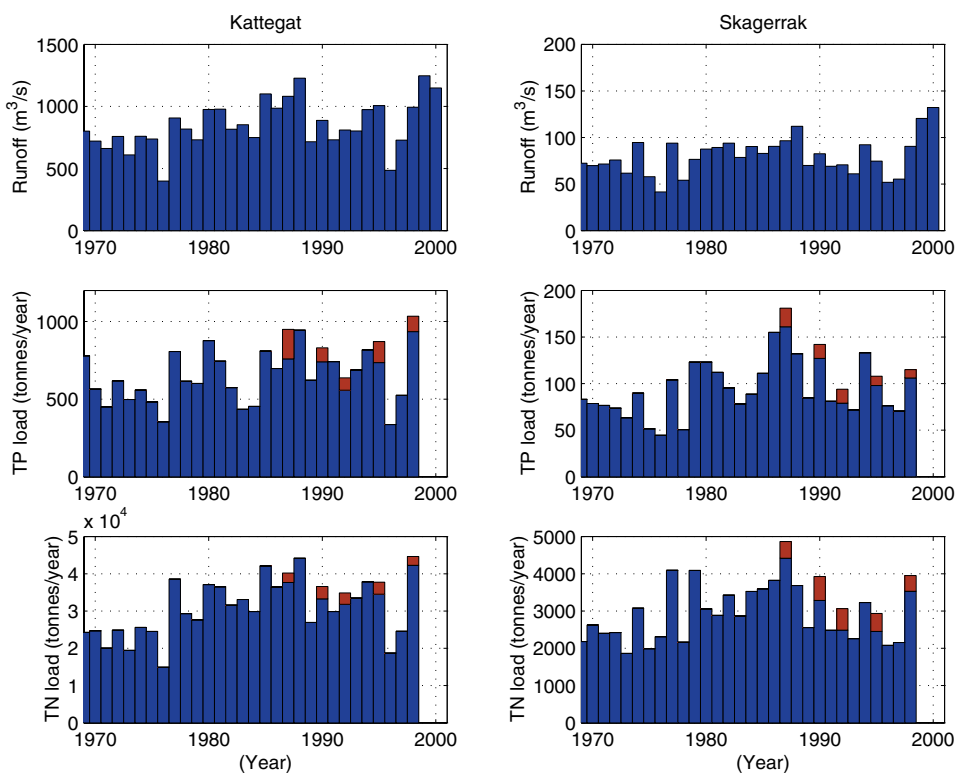 Kattegat
Skagerrak
1500
1000
500
0
Runoff (m³/s)
1970 1980 1990 2000
200
150
100
50
0
Runoff (m³/s)
1970 1980 1990 2000
1000
500
0
TP load (tonnes/year)
1970 1980 1990 2000
200
150
100
50
0
TP load (tonnes/year)
1970 1980 1990 2000
x 10⁴
5
4
3
2
1
0
TN load (tonnes/year)
1970 1980 1990 2000
(Year)
5000
4000
3000
2000
1000
0
TN load (tonnes/year)
1970 1980 1990 2000
(Year)